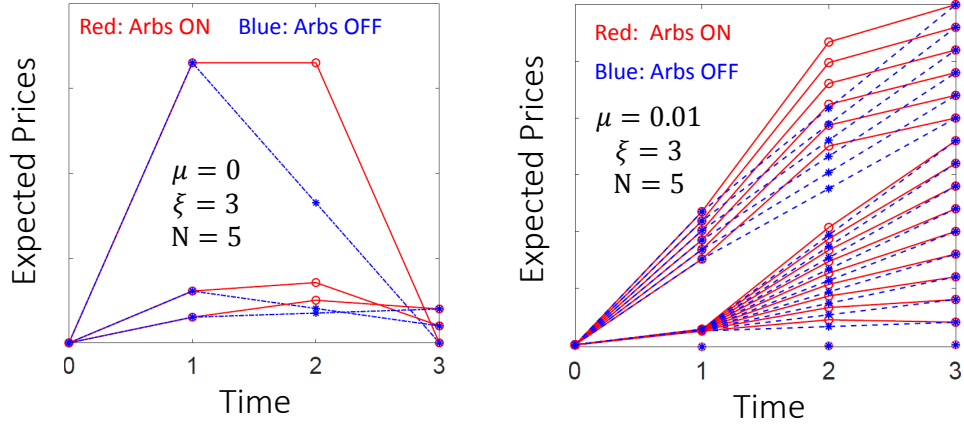 Red: Arbs ON Blue: Arbs OFF
Expected Prices
μ = 0
ξ = 3
N = 5
0 1 2 3
Time
Red: Arbs ON
Blue: Arbs OFF
Expected Prices
μ = 0.01
ξ = 3
N = 5
0 1 2 3
Time